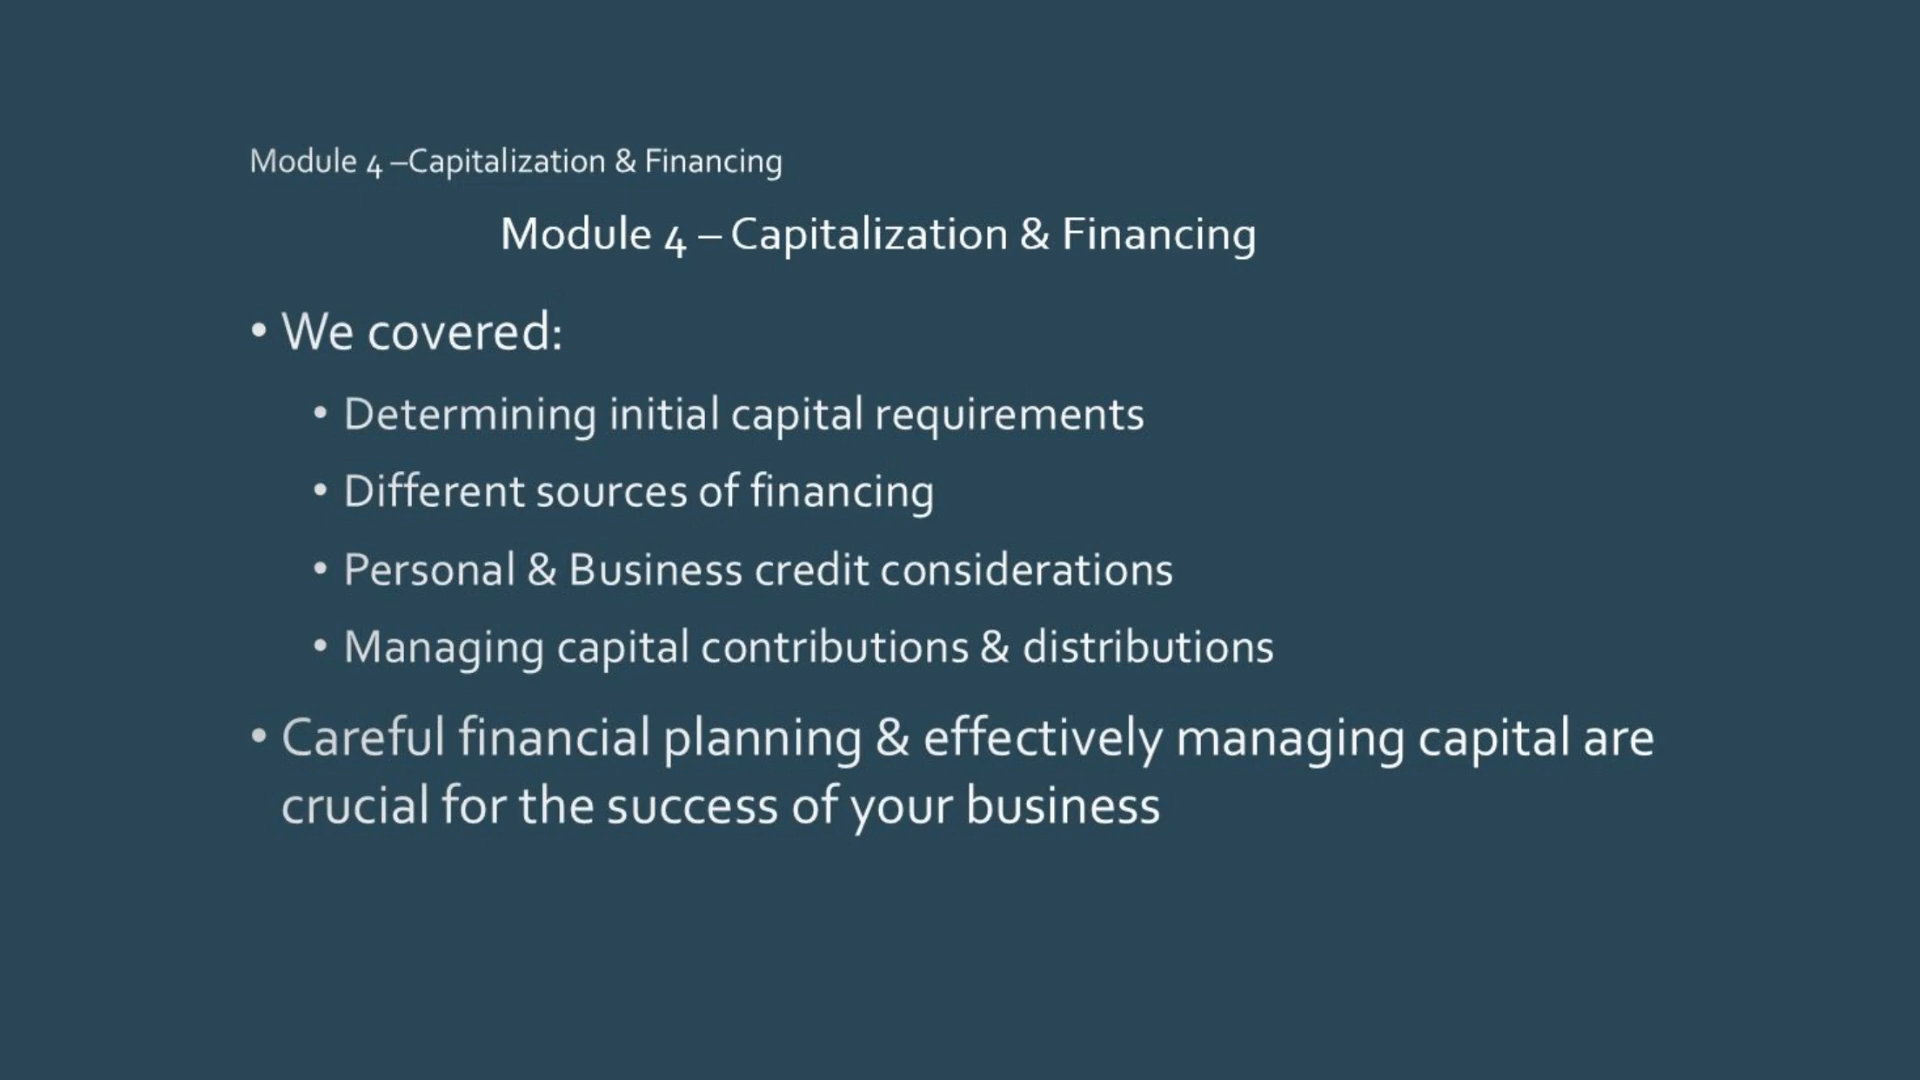 Module 4 –Capitalization & Financing
Module 4 – Capitalization & Financing
• We covered:
• Determining initial capital requirements
• Different sources of financing
• Personal & Business credit considerations
• Managing capital contributions & distributions
• Careful financial planning & effectively managing capital are
crucial for the success of your business